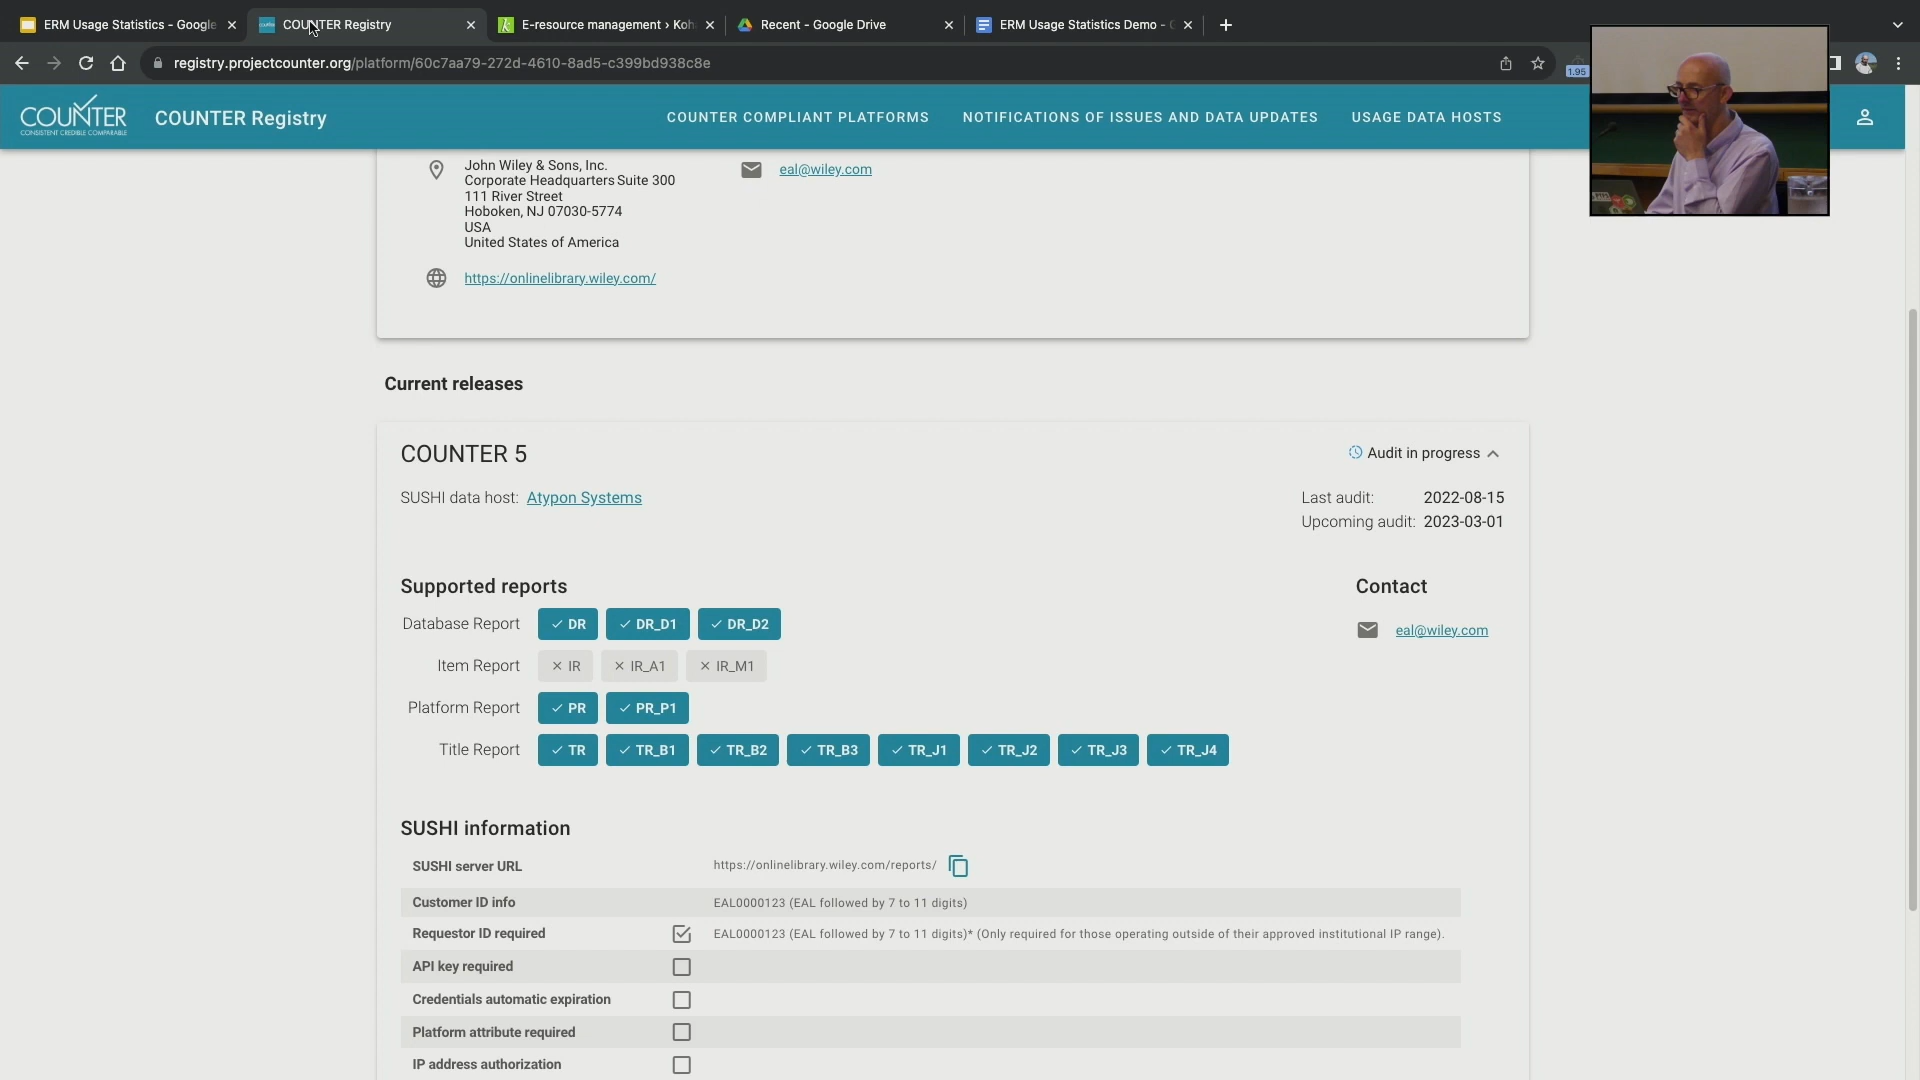 ERM Usage Statistics - Google
COUNTER Registry
E-resource management › Koh
Recent - Google Drive
ERM Usage Statistics Demo -
registry.projectcounter.org/platform/60c7aa79-272d-4610-8ad5-c399bd938c8e
1.95
COUNTER
CONSISTENT CREDIBLE COMPARABLE
COUNTER Registry
COUNTER COMPLIANT PLATFORMS
NOTIFICATIONS OF ISSUES AND DATA UPDATES
USAGE DATA HOSTS
John Wiley & Sons, Inc.
Corporate Headquarters Suite 300
111 River Street
Hoboken, NJ 07030-5774
USA
United States of America
eal@wiley.com
https://onlinelibrary.wiley.com/
Current releases
COUNTER 5
Audit in progress
SUSHI data host: Atypon Systems
Last audit: 2022-08-15
Upcoming audit: 2023-03-01
Supported reports
Contact
Database Report DR DR_D1 DR_D2
eal@wiley.com
Item Report IR IR_A1 IR_M1
Platform Report PR PR_P1
Title Report TR TR_B1 TR_B2 TR_B3 TR_J1 TR_J2 TR_J3 TR_J4
SUSHI information
SUSHI server URL https://onlinelibrary.wiley.com/reports/
Customer ID info EAL0000123 (EAL followed by 7 to 11 digits)
Requestor ID required EAL0000123 (EAL followed by 7 to 11 digits)* (Only required for those operating outside of their approved institutional IP range).
API key required
Credentials automatic expiration
Platform attribute required
IP address authorization